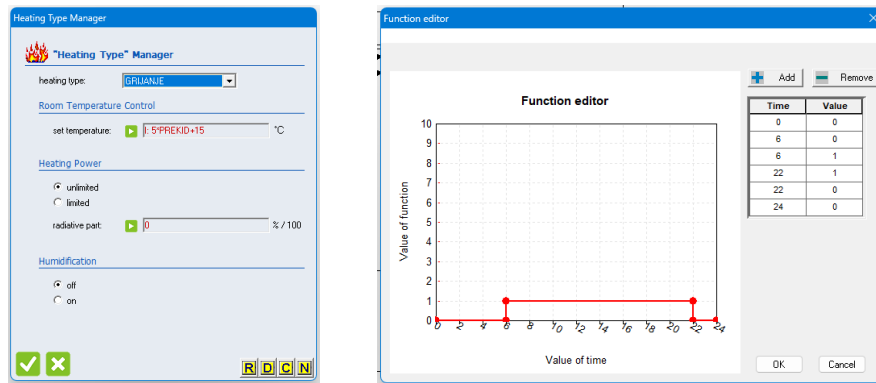 Heating Type Manager
"Heating Type" Manager
heating type: GRIJANJE
Room Temperature Control
set temperature: I: 5*PREKID+15 °C
Heating Power
unlimited
limited
radiative part: 0 % / 100
Humidification
off
on
R D C N
Function editor
Add Remove
Function editor
Value of function
10
9
8
7
6
5
4
3
2
1
0
0 2 4 6 8 10 12 14 16 18 20 22 24
Value of time
Time Value
0 0
6 0
6 1
22 1
22 0
24 0
OK Cancel